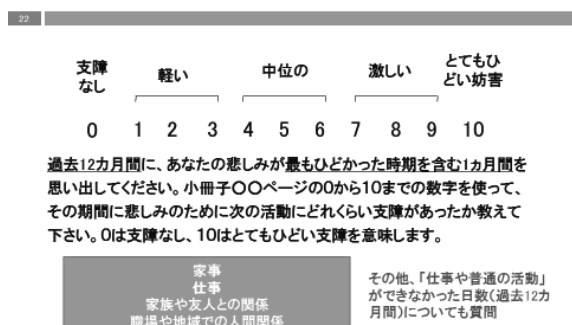 22
支障
なし
軽い
中位の
激しい
とてもひ
どい妨害
0 1 2 3 4 5 6 7 8 9 10
過去12カ月間に、あなたの悲しみが最もひどかった時期を含む1ヵ月間を
思い出してください。小冊子〇〇ページの0から10までの数字を使って、
その期間に悲しみのために次の活動にどれくらい支障があったか教えて
下さい。0は支障なし、10はとてもひどい支障を意味します。
家事
仕事
家族や友人との関係
職場や地域での人間関係
その他、「仕事や普通の活動」
ができなかった日数(過去12カ
月間)についても質問